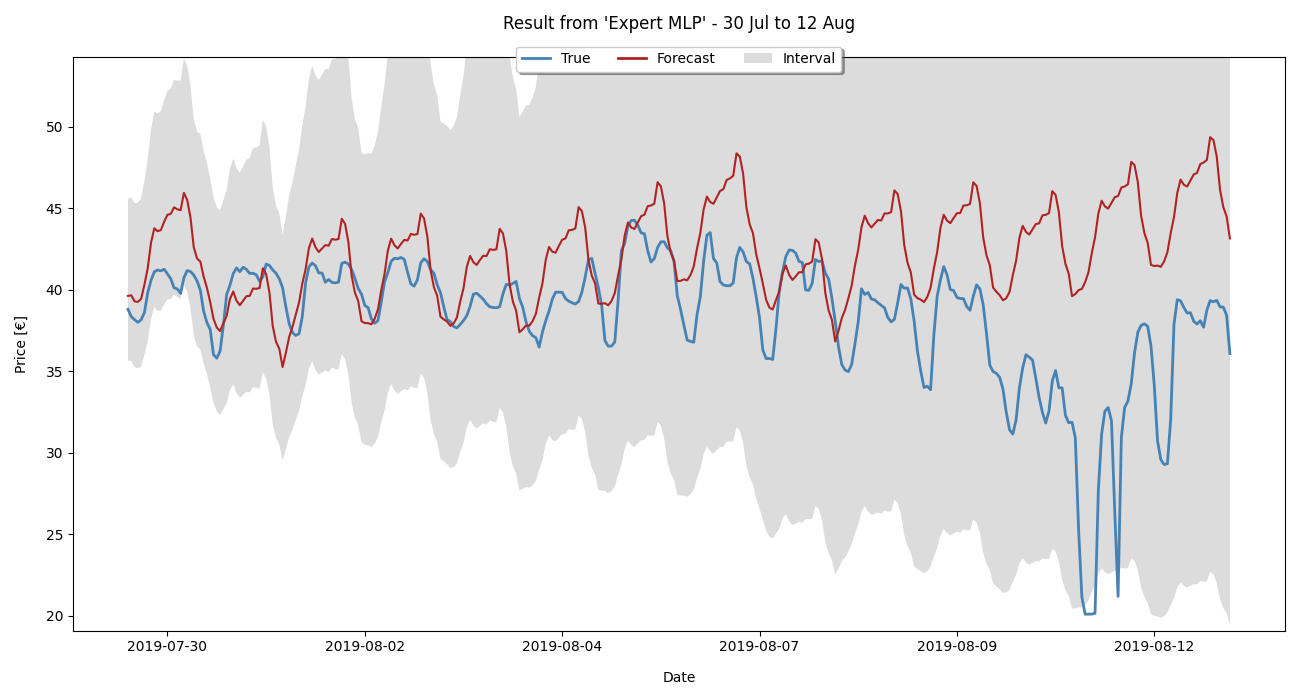 Result from 'Expert MLP' - 30 Jul to 12 Aug
True Forecast Interval
Price [€]
50
45
40
35
30
25
20
2019-07-30 2019-08-02 2019-08-04 2019-08-07 2019-08-09 2019-08-12
Date